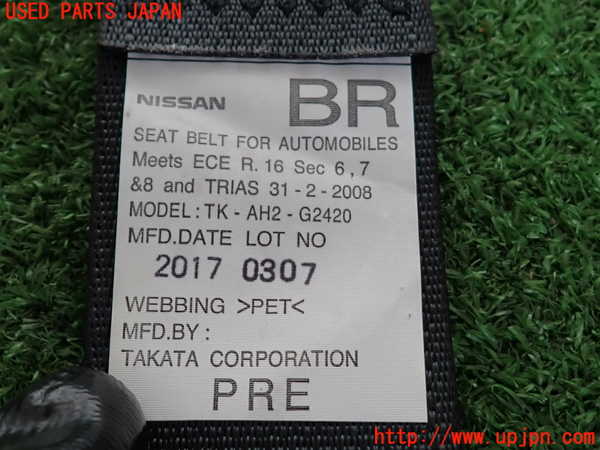 USED PARTS JAPAN
NISSAN BR
SEAT BELT FOR AUTOMOBILES
Meets ECE R. 16 Sec 6,7
&8 and TRIAS 31-2-2008
MODEL: TK - AH2 - G2420
MFD.DATE LOT NO
2017 0307
WEBBING >PET<
MFD.BY :
TAKATA CORPORATION
PRE
http://www.upjpn.com/